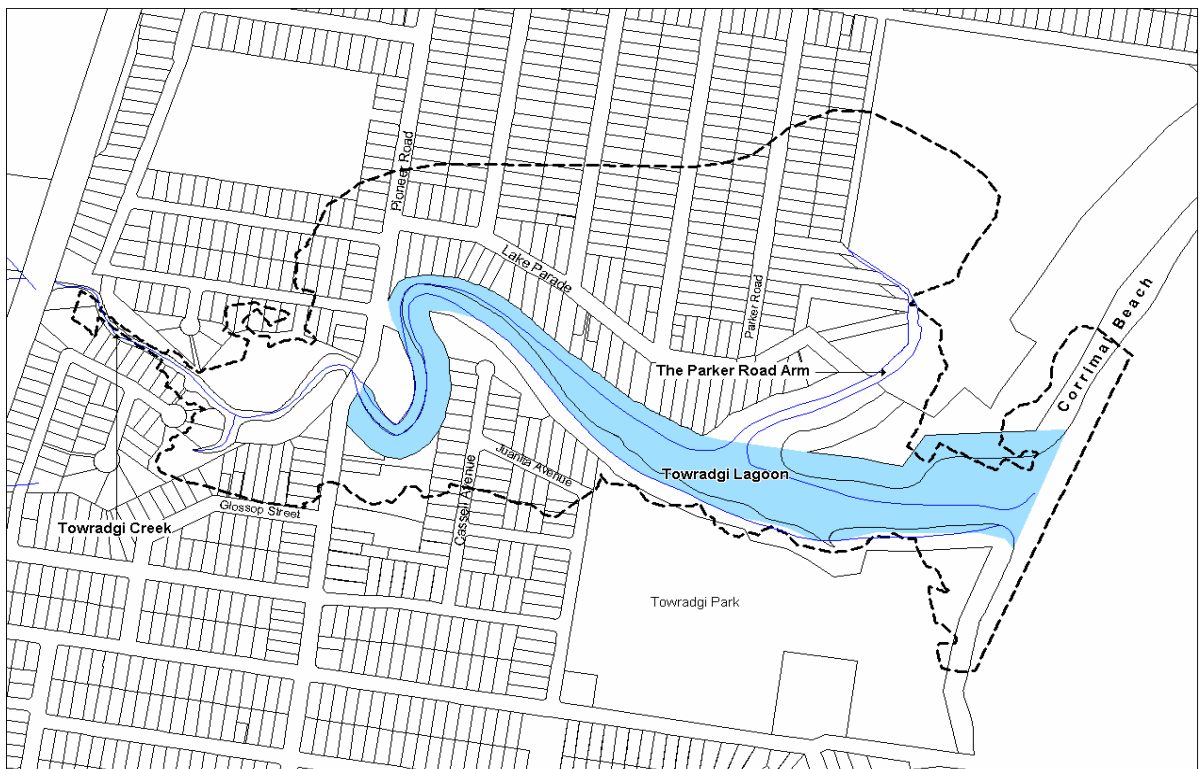 Pioneer Road
Lake Parade
Parker Road
Corrimal Beach
The Parker Road Arm
Towradgi Lagoon
Juanita Avenue
Cassell Avenue
Glossop Street
Towradgi Creek
Towradgi Park